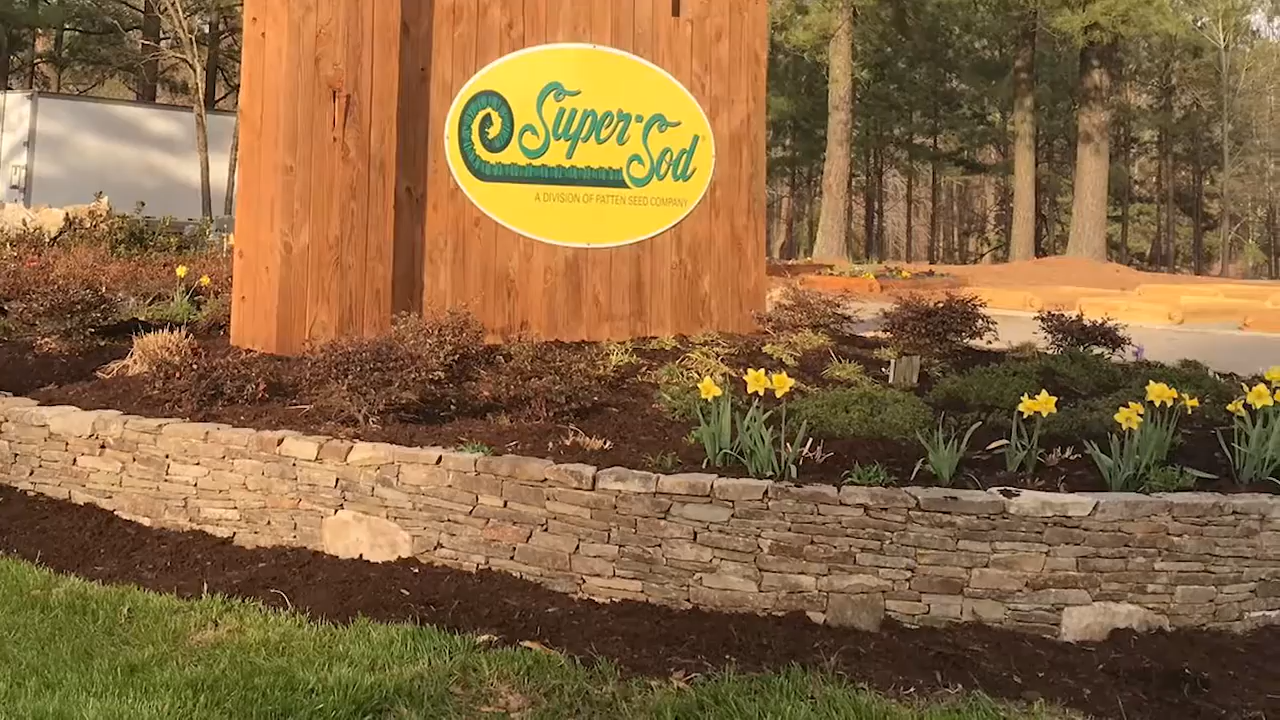 Super-
Sod
A DIVISION OF PATTEN SEED COMPANY